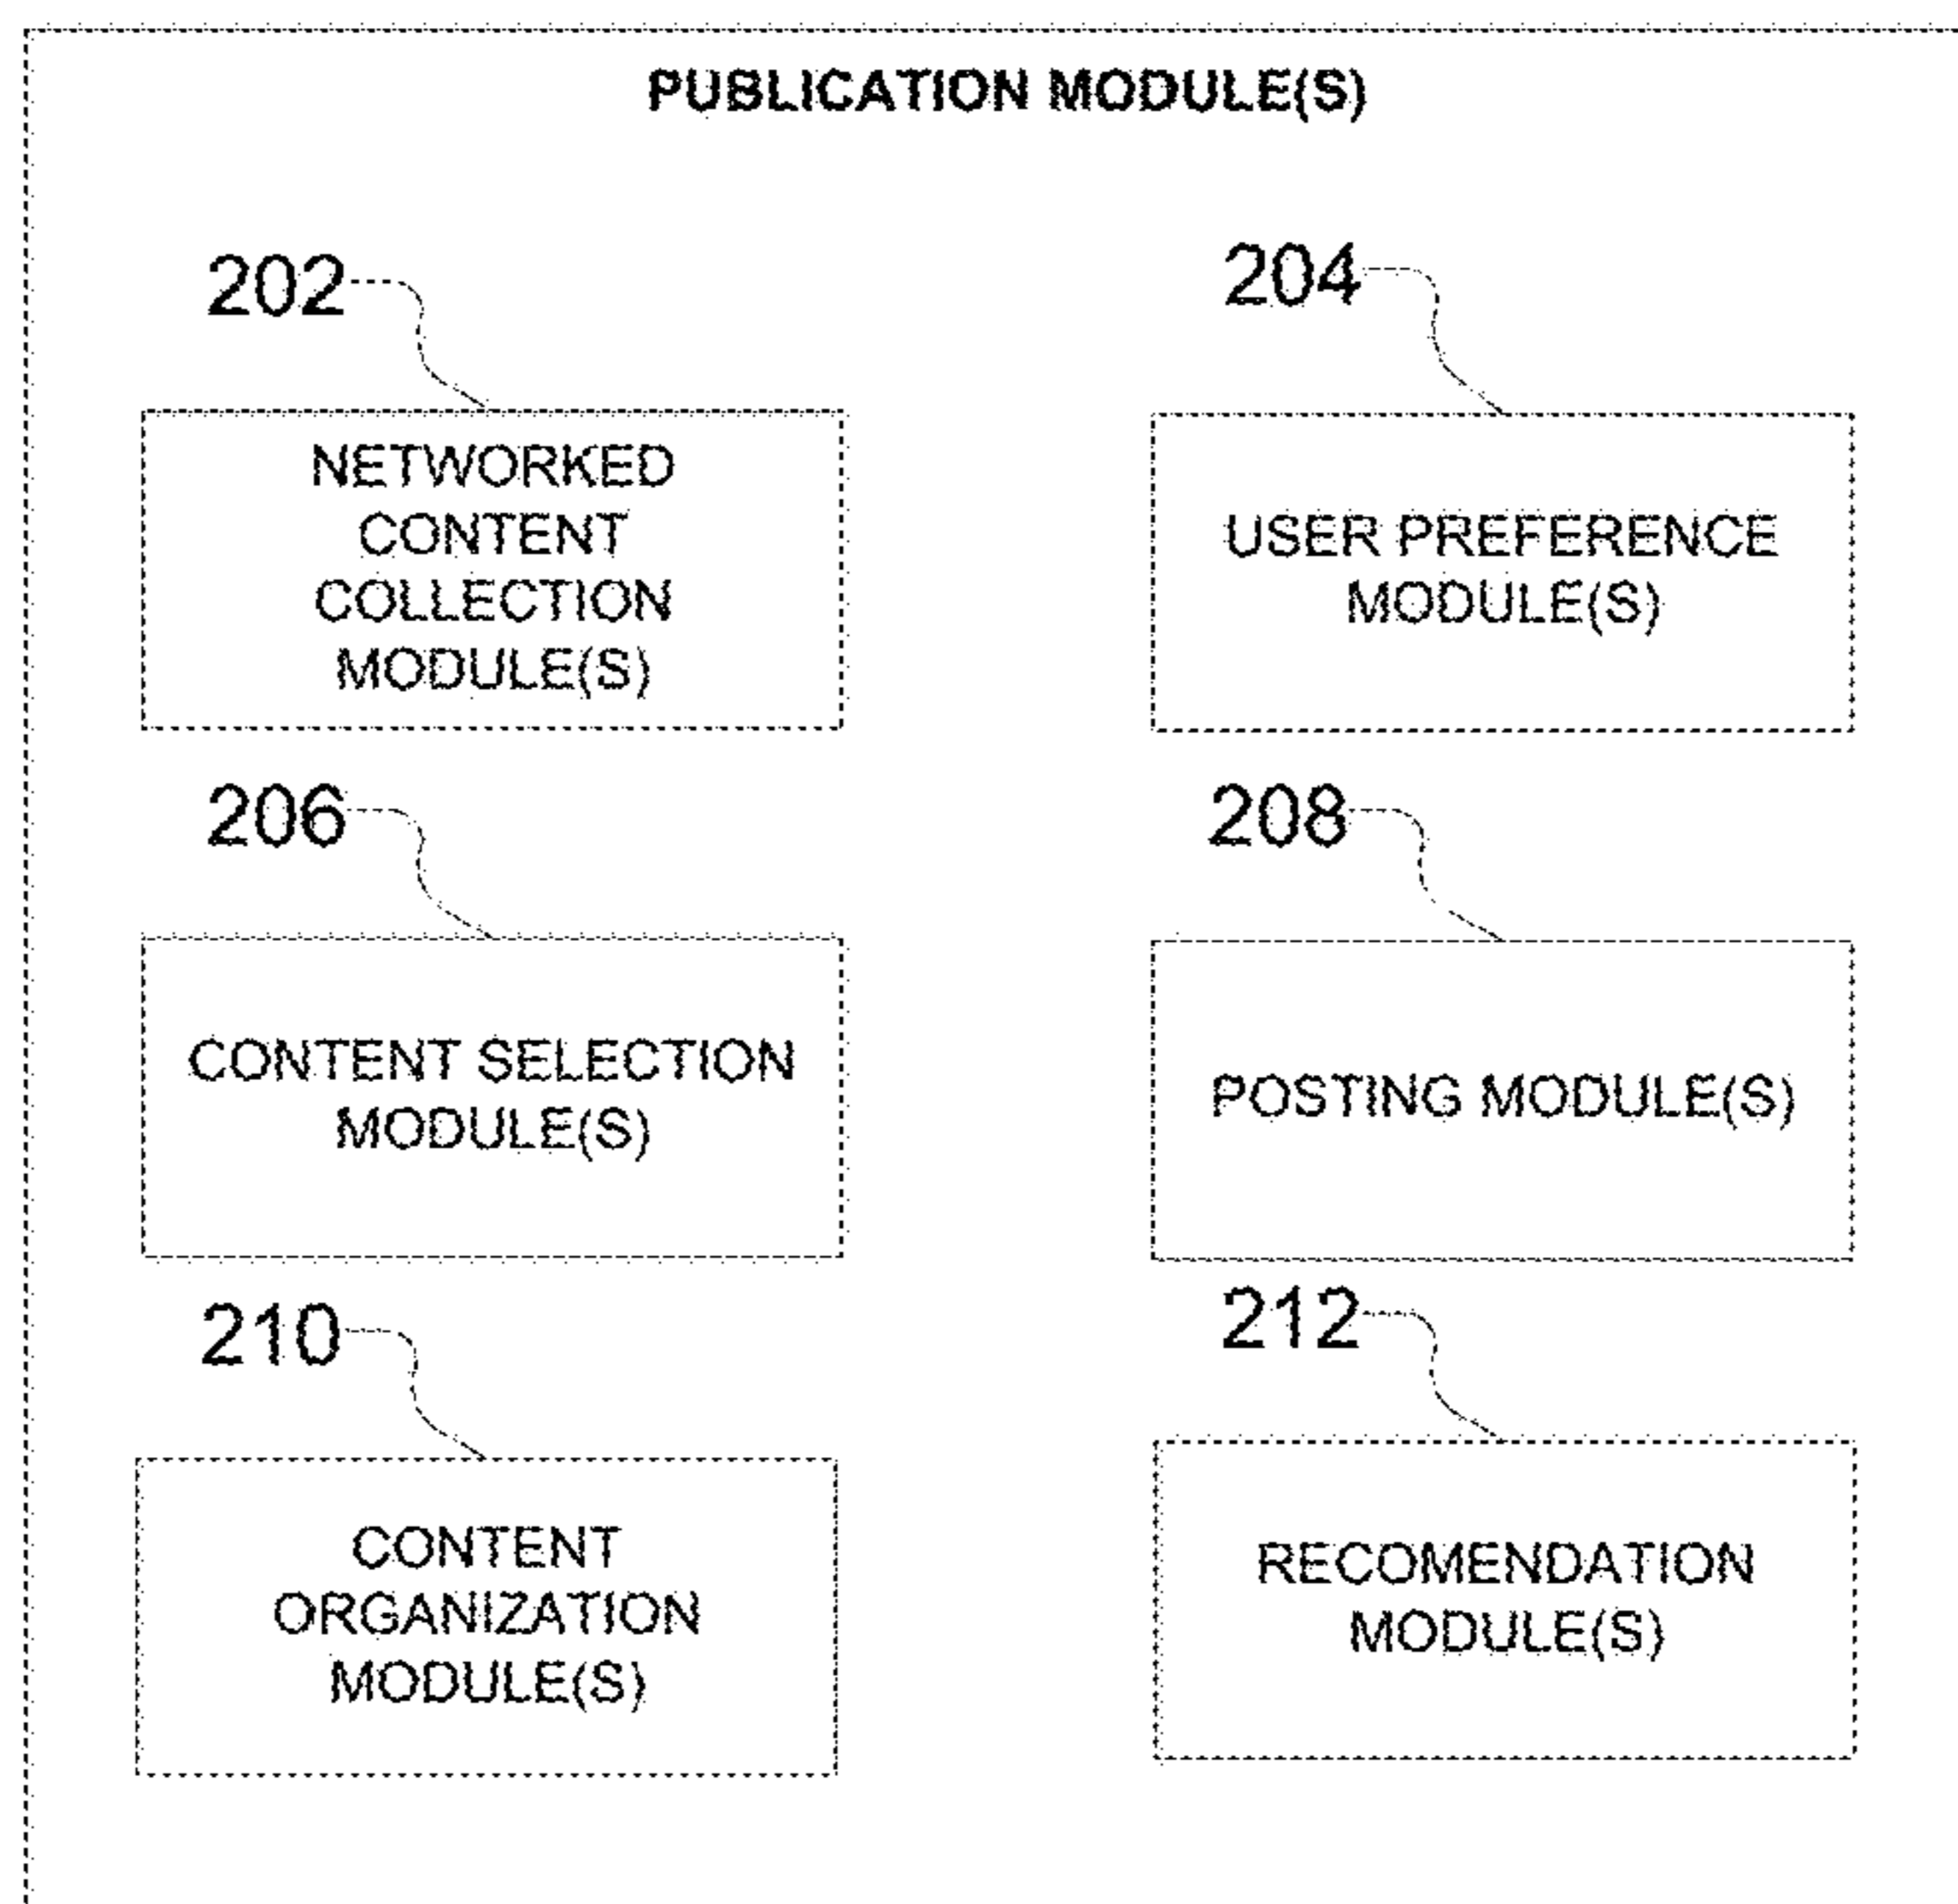 PUBLICATION MODULE(S)
202
204
NETWORKED
CONTENT
COLLECTION
MODULE(S)
USER PREFERENCE
MODULE(S)
206
208
CONTENT SELECTION
MODULE(S)
POSTING MODULE(S)
210
212
CONTENT
ORGANIZATION
MODULE(S)
RECOMENDATION
MODULE(S)